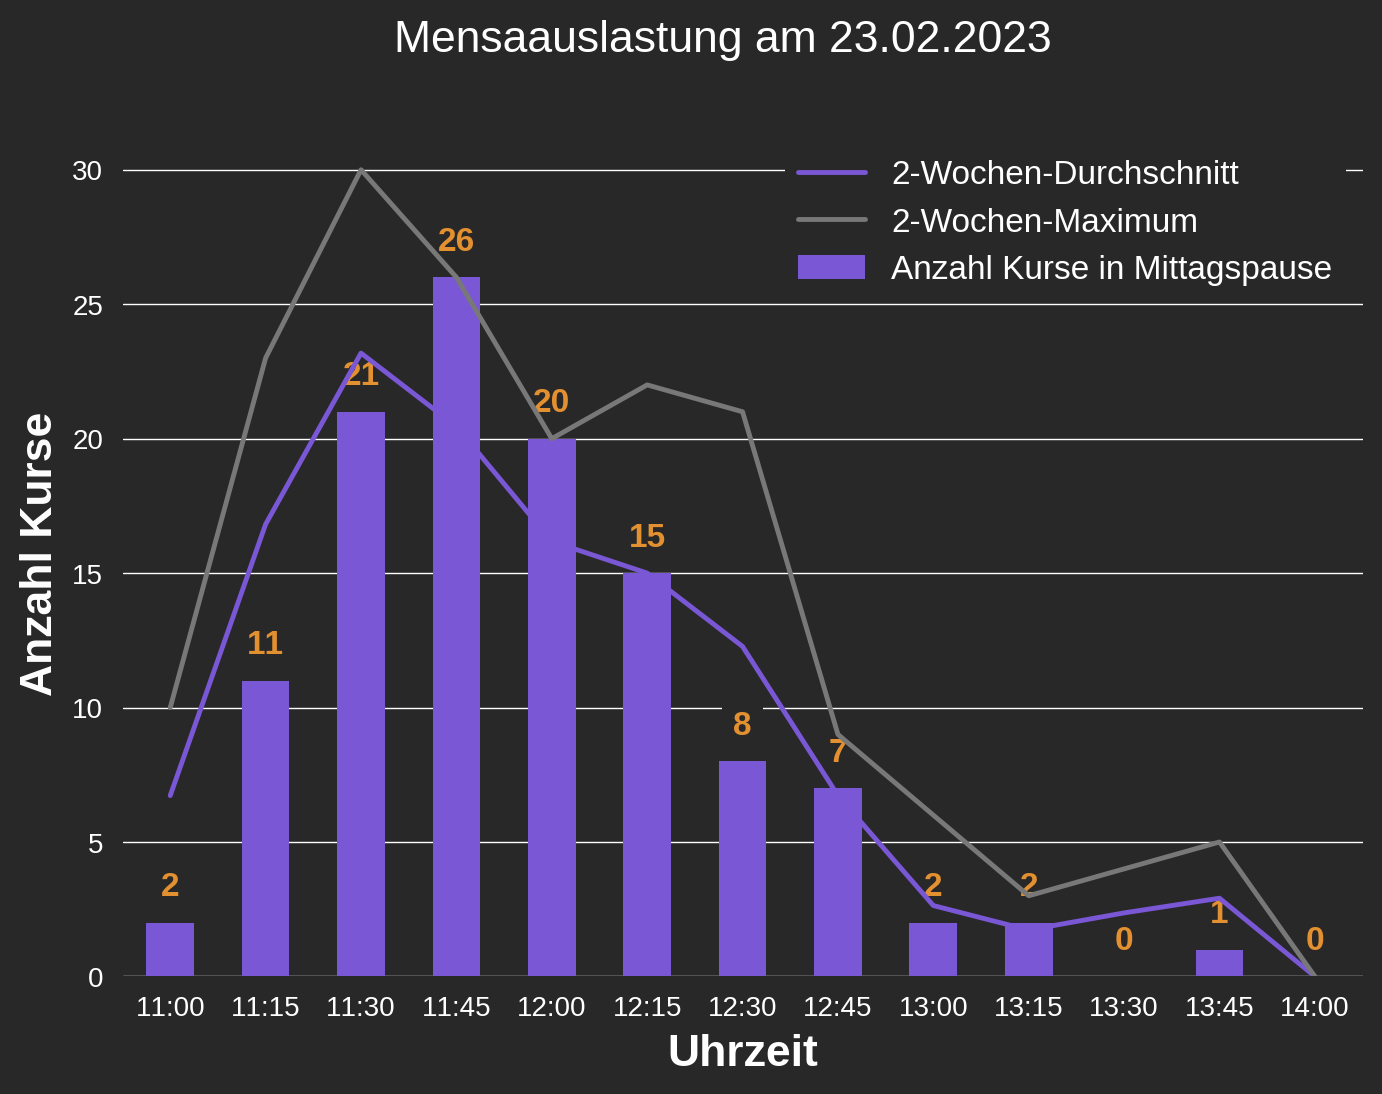 Mensaauslastung am 23.02.2023
2-Wochen-Durchschnitt
2-Wochen-Maximum
Anzahl Kurse in Mittagspause
Anzahl Kurse
30
25
20
15
10
5
0
2
11
21
26
20
15
8
7
2
2
0
1
0
11:00 11:15 11:30 11:45 12:00 12:15 12:30 12:45 13:00 13:15 13:30 13:45 14:00
Uhrzeit